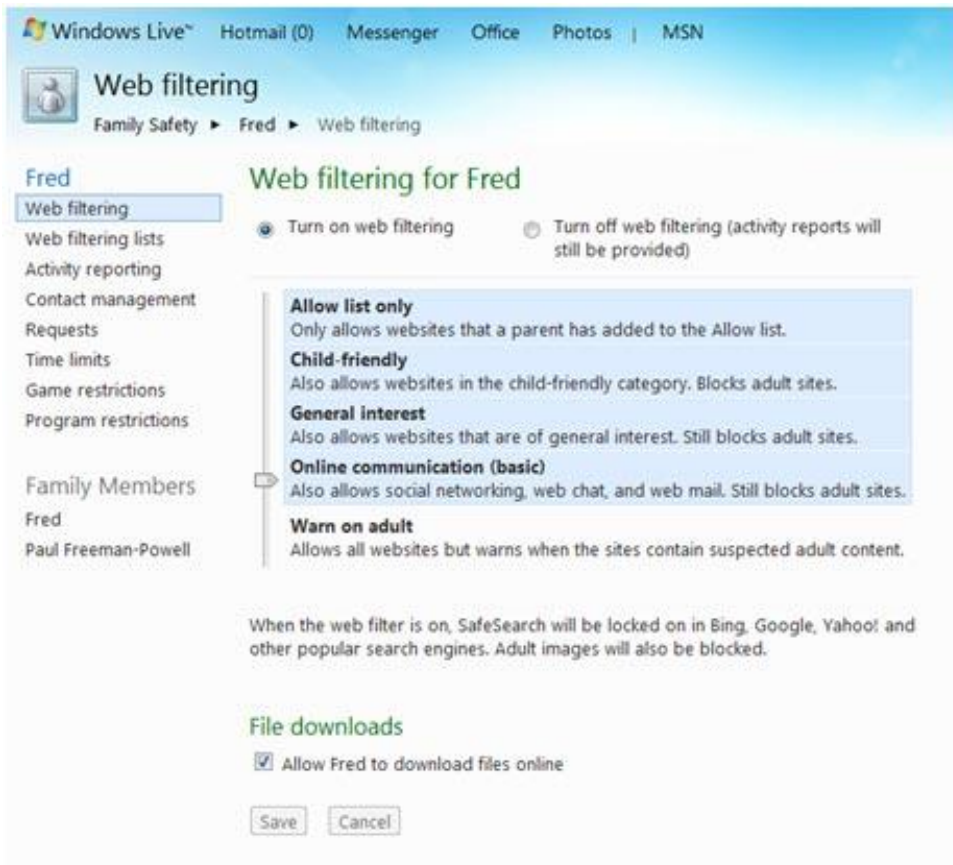 Windows Live™ Hotmail (0) Messenger Office Photos | MSN
Web filtering
Family Safety ► Fred ► Web filtering
Fred
Web filtering
Web filtering lists
Activity reporting
Contact management
Requests
Time limits
Game restrictions
Program restrictions
Family Members
Fred
Paul Freeman-Powell
Web filtering for Fred
Turn on web filtering
Turn off web filtering (activity reports will
still be provided)
Allow list only
Only allows websites that a parent has added to the Allow list.
Child-friendly
Also allows websites in the child-friendly category. Blocks adult sites.
General interest
Also allows websites that are of general interest. Still blocks adult sites.
Online communication (basic)
Also allows social networking, web chat, and web mail. Still blocks adult sites.
Warn on adult
Allows all websites but warns when the sites contain suspected adult content.
When the web filter is on, SafeSearch will be locked on in Bing, Google, Yahoo! and
other popular search engines. Adult images will also be blocked.
File downloads
Allow Fred to download files online
Save Cancel